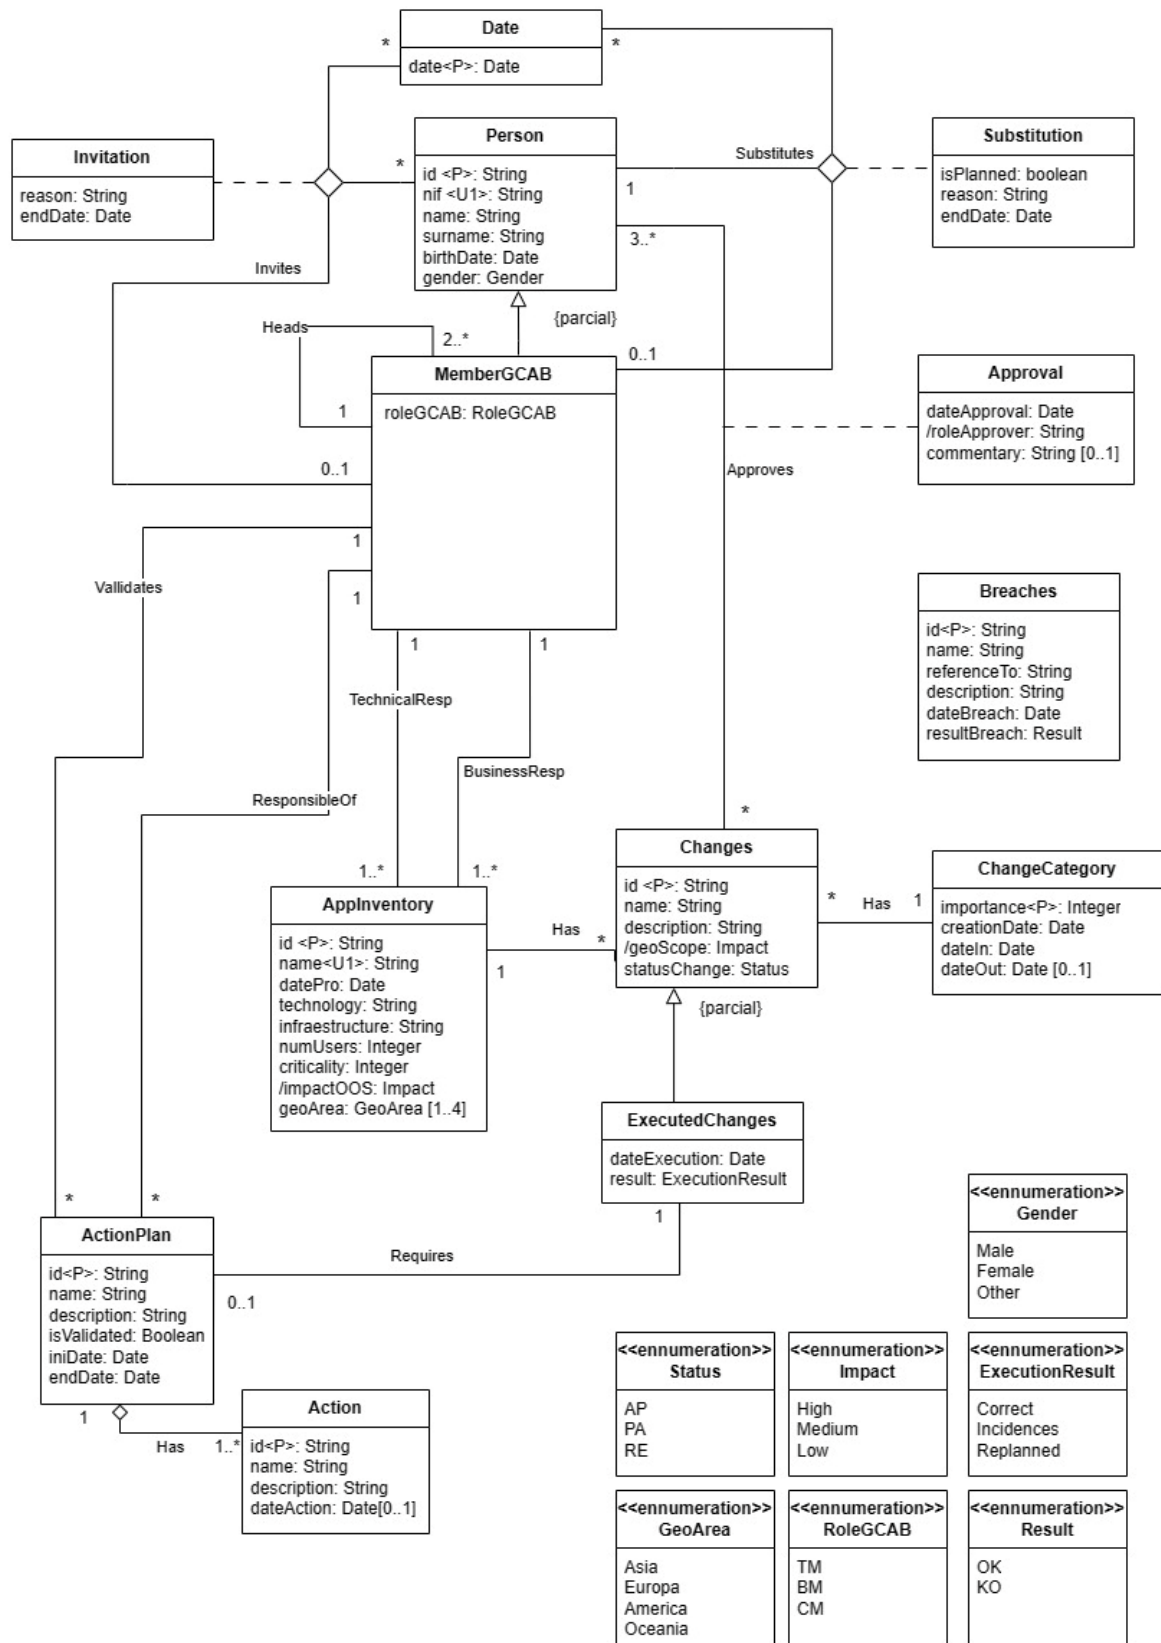 Date
date<P>: Date
*
*
Person
id <P>: String
nif <U1>: String
name: String
surname: String
birthDate: Date
gender: Gender
Invitation
reason: String
endDate: Date
*
Substitutes
1
3..*
Substitution
isPlanned: boolean
reason: String
endDate: Date
Invites
{parcial}
Heads
2..*
0..1
MemberGCAB
roleGCAB: RoleGCAB
1
0..1
1
1
1
1
Approval
dateApproval: Date
/roleApprover: String
commentary: String [0..1]
Approves
Vallidates
Breaches
id<P>: String
name: String
referenceTo: String
description: String
dateBreach: Date
resultBreach: Result
TechnicalResp
BusinessResp
ResponsibleOf
*
1..*
1..*
Changes
id <P>: String
name: String
description: String
/geoScope: Impact
statusChange: Status
*
Has
1
ChangeCategory
importance<P>: Integer
creationDate: Date
dateIn: Date
dateOut: Date [0..1]
AppInventory
id <P>: String
name<U1>: String
datePro: Date
technology: String
infraestructure: String
numUsers: Integer
criticality: Integer
/impactOOS: Impact
geoArea: GeoArea [1..4]
Has
*
1
{parcial}
ExecutedChanges
dateExecution: Date
result: ExecutionResult
1
*
*
ActionPlan
id<P>: String
name: String
description: String
isValidated: Boolean
iniDate: Date
endDate: Date
Requires
0..1
1
Has
1..*
Action
id<P>: String
name: String
description: String
dateAction: Date[0..1]
<<ennumeration>>
Gender
Male
Female
Other
<<ennumeration>>
Status
AP
PA
RE
<<ennumeration>>
Impact
High
Medium
Low
<<ennumeration>>
ExecutionResult
Correct
Incidences
Replanned
<<ennumeration>>
GeoArea
Asia
Europa
America
Oceania
<<ennumeration>>
RoleGCAB
TM
BM
CM
<<ennumeration>>
Result
OK
KO